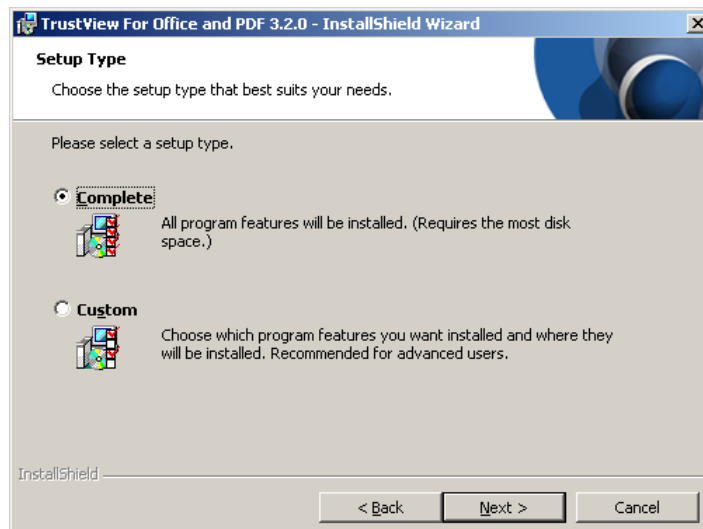 TrustView For Office and PDF 3.2.0 - InstallShield Wizard
Setup Type
Choose the setup type that best suits your needs.
Please select a setup type.
Complete
All program features will be installed. (Requires the most disk
space.)
Custom
Choose which program features you want installed and where they
will be installed. Recommended for advanced users.
InstallShield
< Back
Next >
Cancel